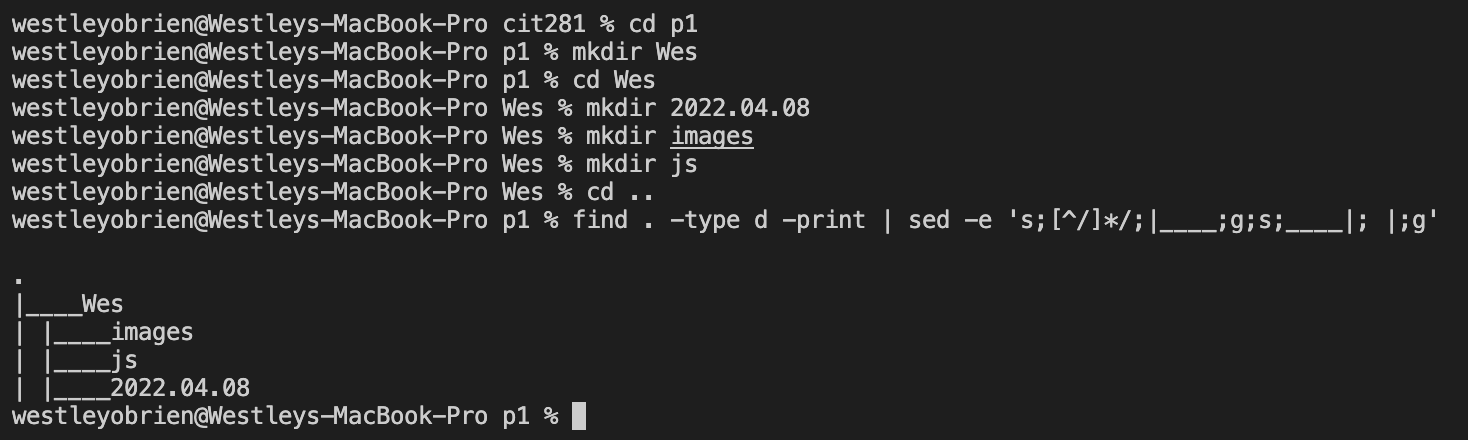 westleyobrien@Westleys-MacBook-Pro cit281 % cd p1
westleyobrien@Westleys-MacBook-Pro p1 % mkdir Wes
westleyobrien@Westleys-MacBook-Pro p1 % cd Wes
westleyobrien@Westleys-MacBook-Pro Wes % mkdir 2022.04.08
westleyobrien@Westleys-MacBook-Pro Wes % mkdir images
westleyobrien@Westleys-MacBook-Pro Wes % mkdir js
westleyobrien@Westleys-MacBook-Pro Wes % cd ..
westleyobrien@Westleys-MacBook-Pro p1 % find . -type d -print | sed -e 's;[^/]*/;|____;g;s;____|; |;g'

.
|____Wes
| |____images
| |____js
| |____2022.04.08
westleyobrien@Westleys-MacBook-Pro p1 %